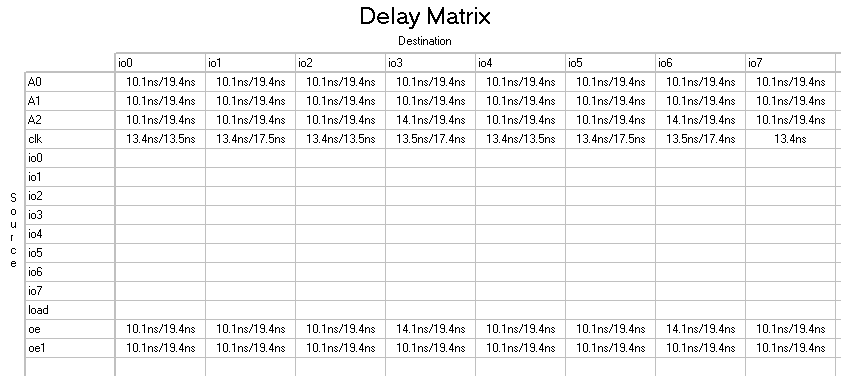 Delay Matrix
Destination
io0 io1 io2 io3 io4 io5 io6 io7
A0 10.1ns/19.4ns 10.1ns/19.4ns 10.1ns/19.4ns 10.1ns/19.4ns 10.1ns/19.4ns 10.1ns/19.4ns 10.1ns/19.4ns 10.1ns/19.4ns
A1 10.1ns/19.4ns 10.1ns/19.4ns 10.1ns/19.4ns 10.1ns/19.4ns 10.1ns/19.4ns 10.1ns/19.4ns 10.1ns/19.4ns 10.1ns/19.4ns
A2 10.1ns/19.4ns 10.1ns/19.4ns 10.1ns/19.4ns 14.1ns/19.4ns 10.1ns/19.4ns 10.1ns/19.4ns 14.1ns/19.4ns 10.1ns/19.4ns
clk 13.4ns/13.5ns 13.4ns/17.5ns 13.4ns/13.5ns 13.5ns/17.4ns 13.4ns/13.5ns 13.4ns/17.5ns 13.5ns/17.4ns 13.4ns
io0
io1
io2
io3
io4
io5
io6
io7
load
oe 10.1ns/19.4ns 10.1ns/19.4ns 10.1ns/19.4ns 14.1ns/19.4ns 10.1ns/19.4ns 10.1ns/19.4ns 14.1ns/19.4ns 10.1ns/19.4ns
oe1 10.1ns/19.4ns 10.1ns/19.4ns 10.1ns/19.4ns 10.1ns/19.4ns 10.1ns/19.4ns 10.1ns/19.4ns 10.1ns/19.4ns 10.1ns/19.4ns
Source